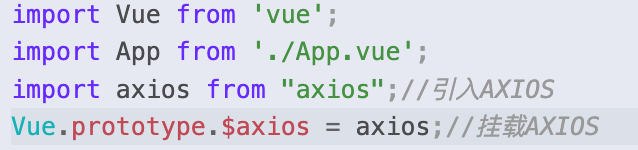 import Vue from 'vue';
import App from './App.vue';
import axios from "axios";//引入AXIOS
Vue.prototype.$axios = axios;//挂载AXIOS